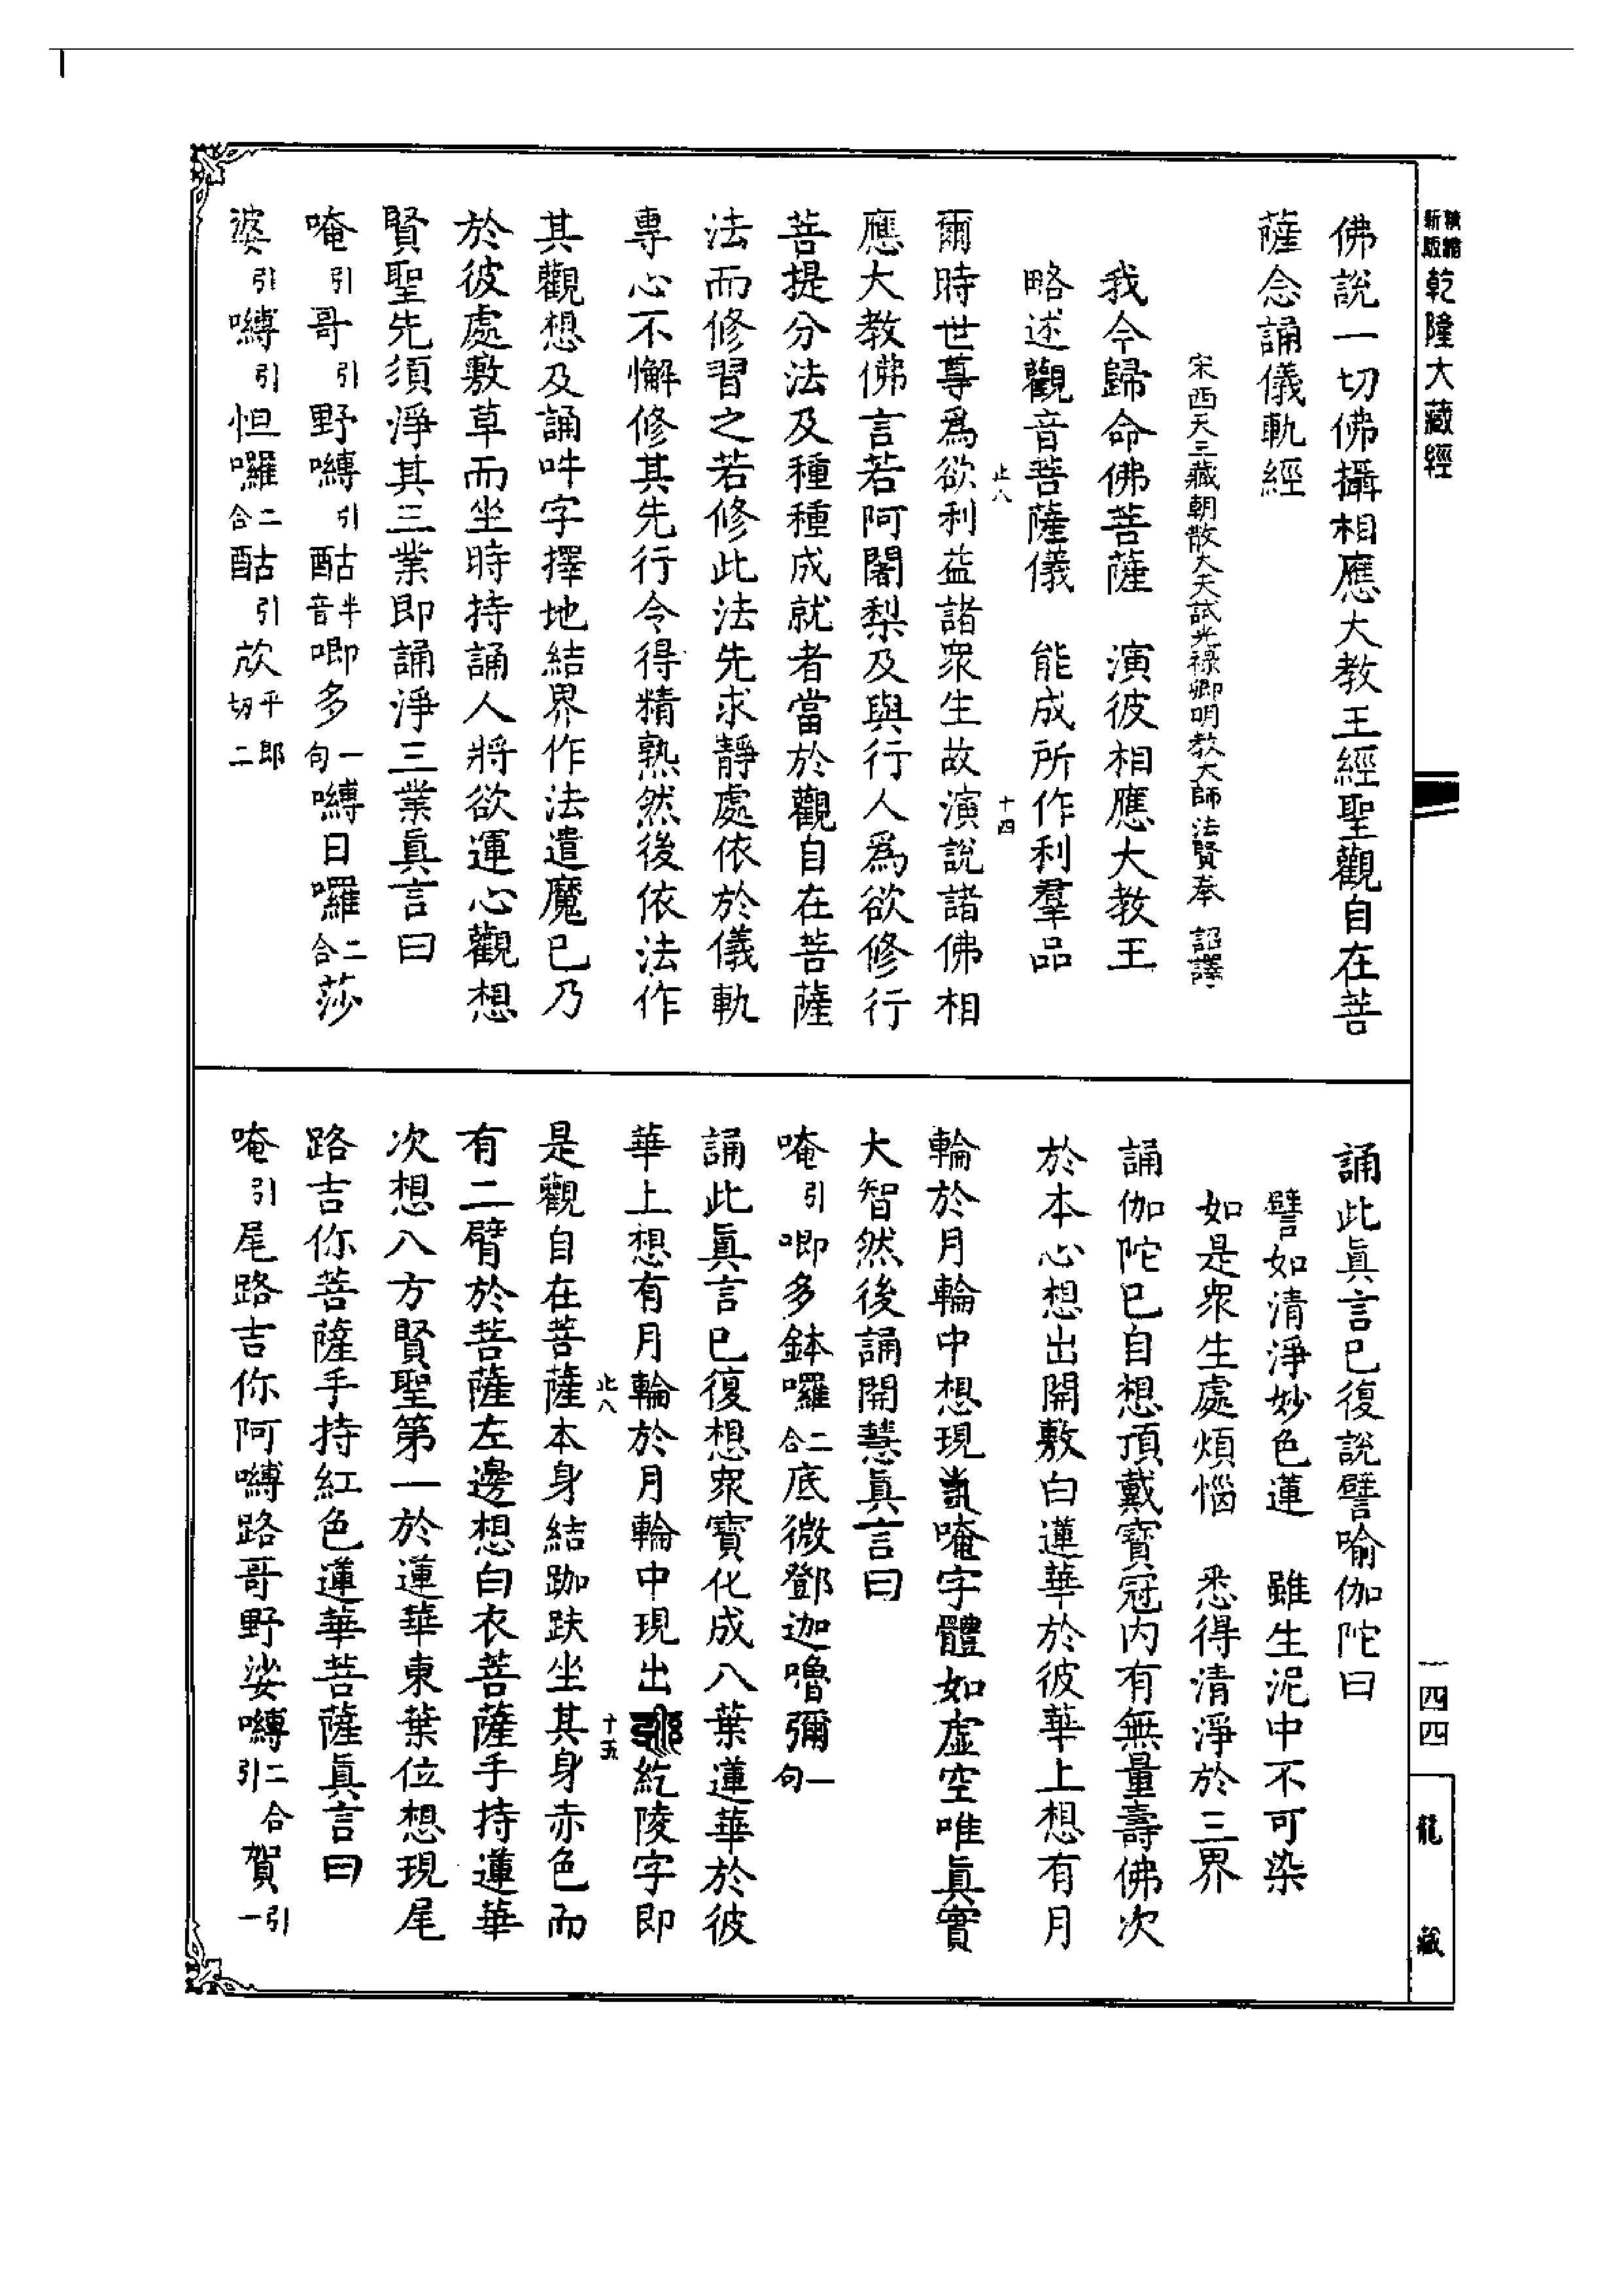 精縮新版乾隆大藏經
佛說一切佛攝相應大教王經聖觀自在菩
薩念誦儀軌經
宋西天三藏朝散大夫試光祿卿明教大師法賢奉 詔譯
我今歸命佛菩薩 演彼相應大教王
略述觀音菩薩儀 能成所作利羣品
止八 十四
爾時世尊爲欲利益諸衆生故演說諸佛相
應大教佛言若阿闍梨及與行人爲欲修行
菩提分法及種種成就者當於觀自在菩薩
法而修習之若修此法先求靜處依於儀軌
專心不懈修其先行令得精熟然後依法作
其觀想及誦吽字擇地結界作法遣魔已乃
於彼處敷草而坐時持誦人將欲運心觀想
賢聖先須淨其三業即誦淨三業眞言曰
唵引哥引野嚩引酤半音唧多一句嚩日囉二合莎
婆引嚩引怛囉二合酤引欥平郎切二
誦此眞言已復說譬喻伽陀曰
譬如清淨妙色蓮 雖生泥中不可染
如是衆生處煩惱 悉得清淨於三界
誦伽陀已自想頂戴寶冠內有無量壽佛次
於本心想出開敷白蓮華於彼華上想有月
輪於月輪中想現唵字體如虛空唯眞實
大智然後誦開慧眞言曰
唵引唧多鉢囉二合底微鄧迦嚕彌一句
誦此眞言已復想衆寶化成八葉蓮華於彼
華上想有月輪於月輪中現出紇陵字即
止八 十五
是觀自在菩薩本身結跏趺坐其身赤色而
有二臂於菩薩左邊想白衣菩薩手持蓮華
次想八方賢聖第一於蓮華東葉位想現尾
路吉你菩薩手持紅色蓮華菩薩眞言曰
唵引尾路吉你阿嚩路哥野娑嚩二合引賀引一
一四四
龍藏